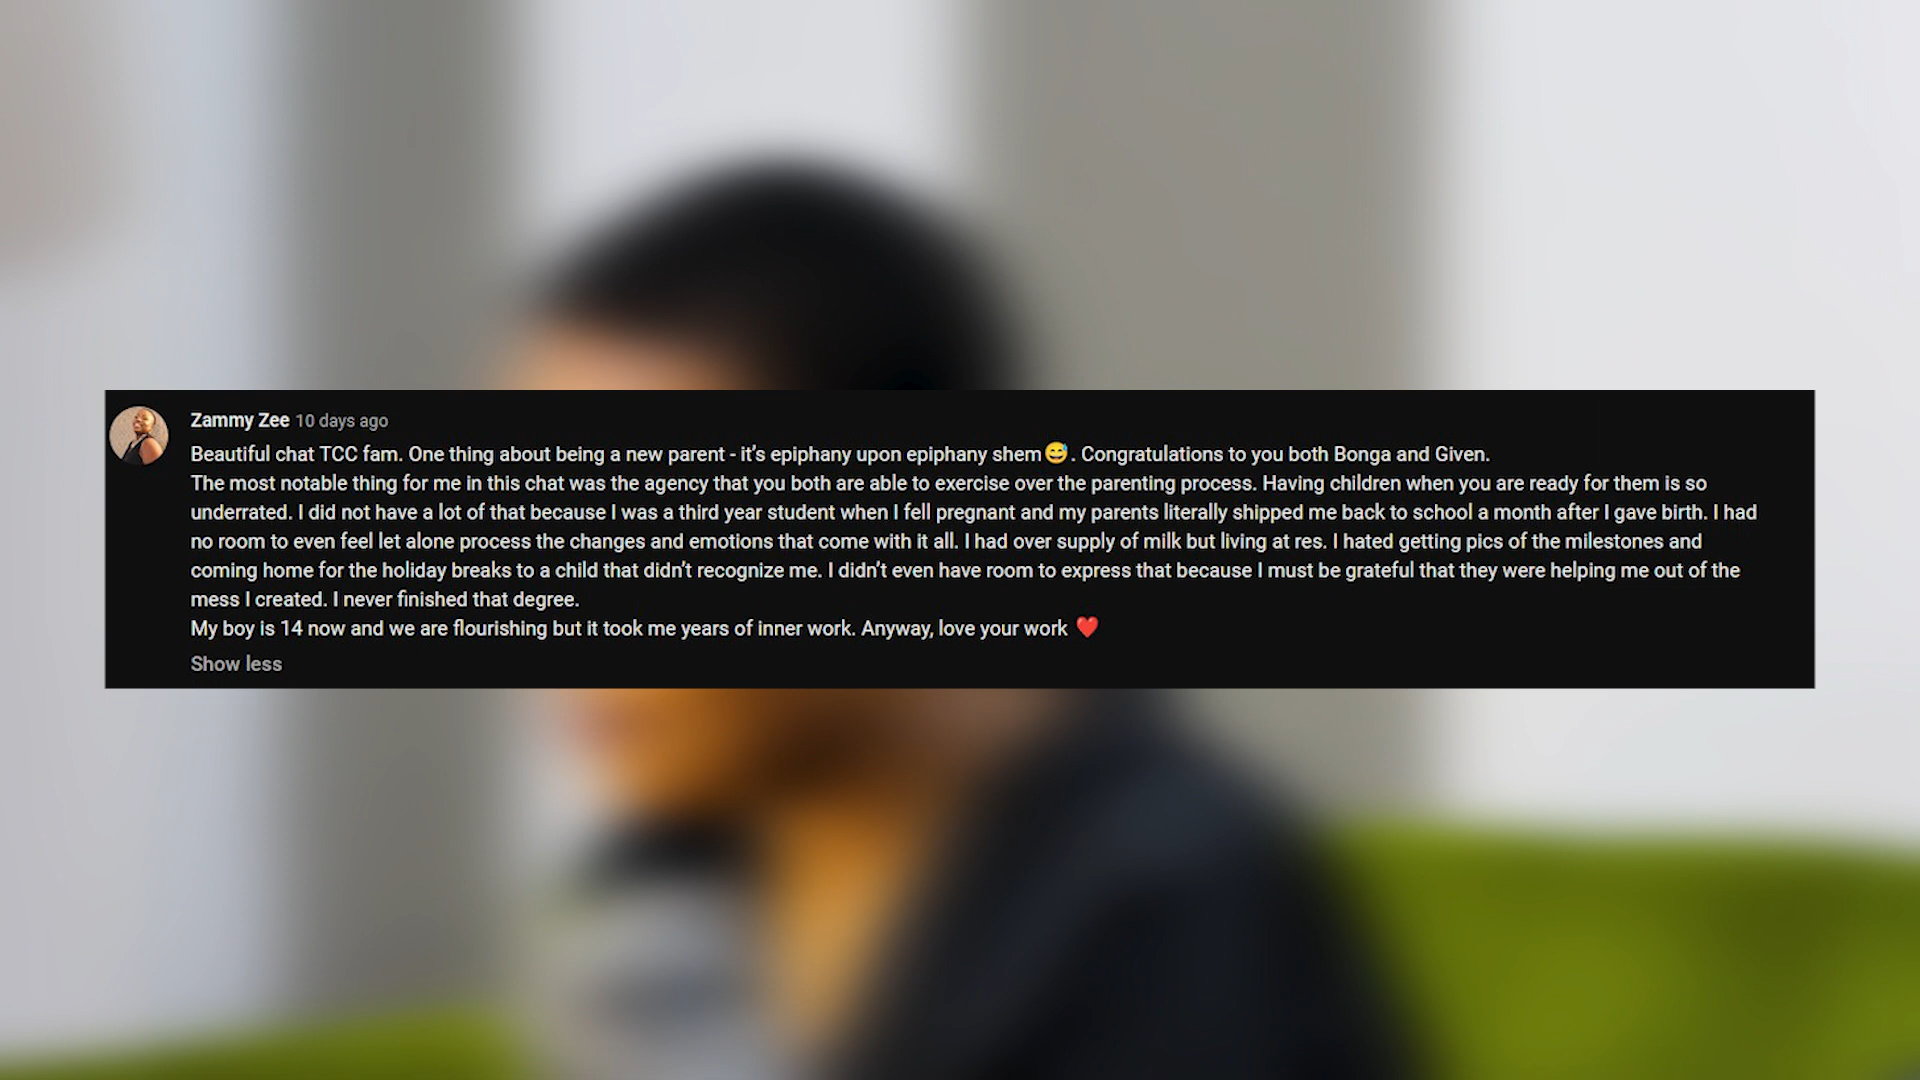 Zammy Zee 10 days ago
Beautiful chat TCC fam. One thing about being a new parent - it's epiphany upon epiphany shem😅. Congratulations to you both Bonga and Given.
The most notable thing for me in this chat was the agency that you both are able to exercise over the parenting process. Having children when you are ready for them is so
underrated. I did not have a lot of that because I was a third year student when I fell pregnant and my parents literally shipped me back to school a month after I gave birth. I had
no room to even feel let alone process the changes and emotions that come with it all. I had over supply of milk but living at res. I hated getting pics of the milestones and
coming home for the holiday breaks to a child that didn't recognize me. I didn't even have room to express that because I must be grateful that they were helping me out of the
mess I created. I never finished that degree.
My boy is 14 now and we are flourishing but it took me years of inner work. Anyway, love your work ❤️
Show less